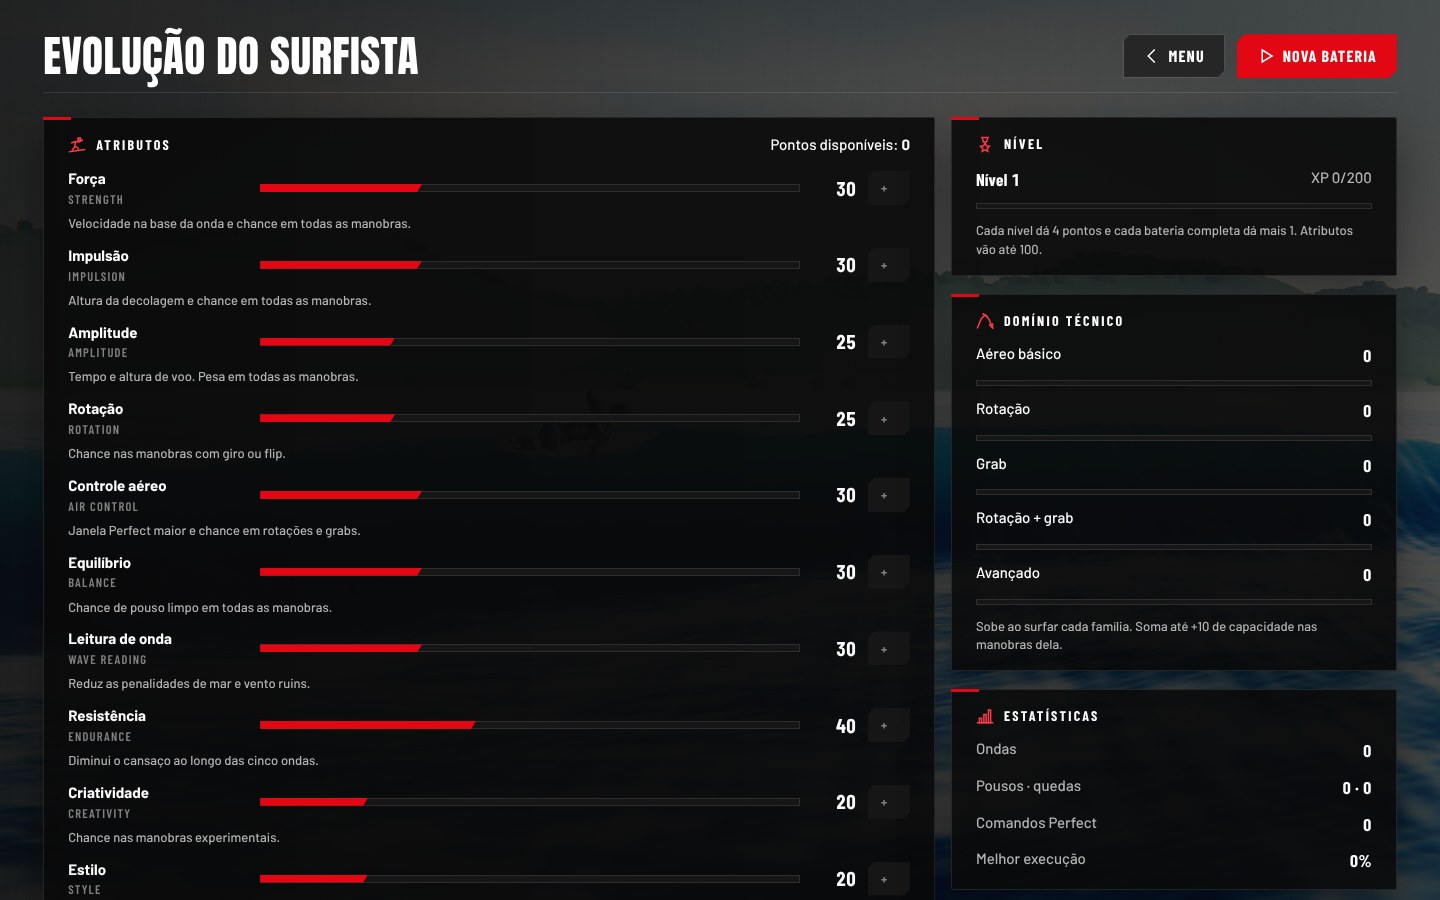 EVOLUÇÃO DO SURFISTA
MENU
NOVA BATERIA
ATRIBUTOS
Pontos disponíveis: 0
Força
STRENGTH
30
+
Velocidade na base da onda e chance em todas as manobras.
Impulsão
IMPULSION
30
+
Altura da decolagem e chance em todas as manobras.
Amplitude
AMPLITUDE
25
+
Tempo e altura de voo. Pesa em todas as manobras.
Rotação
ROTATION
25
+
Chance nas manobras com giro ou flip.
Controle aéreo
AIR CONTROL
30
+
Janela Perfect maior e chance em rotações e grabs.
Equilíbrio
BALANCE
30
+
Chance de pouso limpo em todas as manobras.
Leitura de onda
WAVE READING
30
+
Reduz as penalidades de mar e vento ruins.
Resistência
ENDURANCE
40
+
Diminui o cansaço ao longo das cinco ondas.
Criatividade
CREATIVITY
20
+
Chance nas manobras experimentais.
Estilo
STYLE
20
+
NÍVEL
Nível 1
XP 0/200
Cada nível dá 4 pontos e cada bateria completa dá mais 1. Atributos
vão até 100.
DOMÍNIO TÉCNICO
Aéreo básico
0
Rotação
0
Grab
0
Rotação + grab
0
Avançado
0
Sobe ao surfar cada família. Soma até +10 de capacidade nas
manobras dela.
ESTATÍSTICAS
Ondas
0
Pousos · quedas
0 · 0
Comandos Perfect
0
Melhor execução
0%